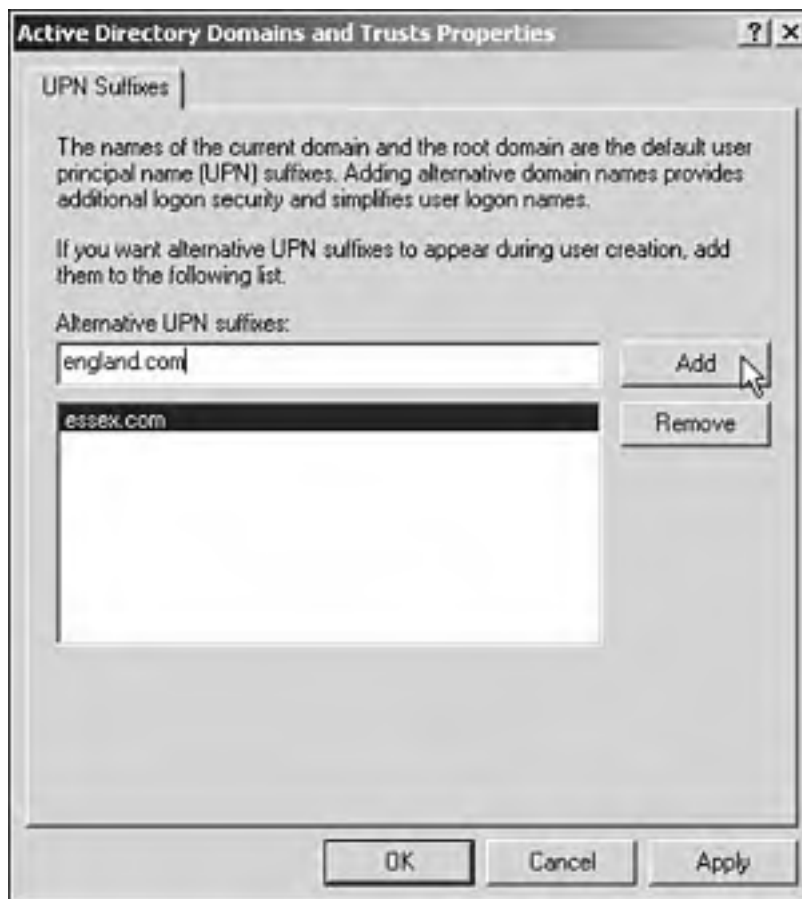 Active Directory Domains and Trusts Properties
UPN Suffixes
The names of the current domain and the root domain are the default user
principal name (UPN) suffixes. Adding alternative domain names provides
additional logon security and simplifies user logon names.
If you want alternative UPN suffixes to appear during user creation, add
them to the following list.
Alternative UPN suffixes:
england.com
Add
essex.com
Remove
OK
Cancel
Apply